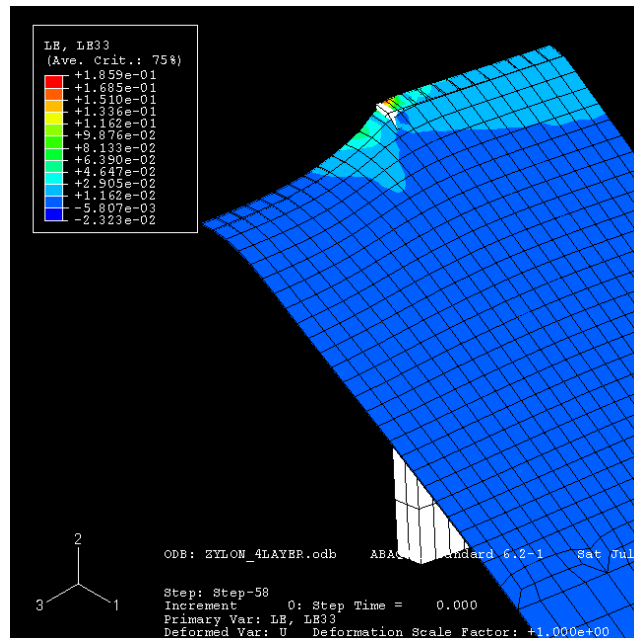 LE, LE33
(Ave. Crit.: 75%)
+1.859e-01
+1.685e-01
+1.510e-01
+1.336e-01
+1.162e-01
+9.876e-02
+8.133e-02
+6.390e-02
+4.647e-02
+2.905e-02
+1.162e-02
-5.807e-03
-2.323e-02
2
3
1
ODB: ZYLON_4LAYER.odb ndard 6.2-1 Sat Jul
Step: Step-58
Increment 0: Step Time = 0.000
Primary Var: LE, LE33
Deformed Var: U Deformation Scale Factor: +1.000e+00